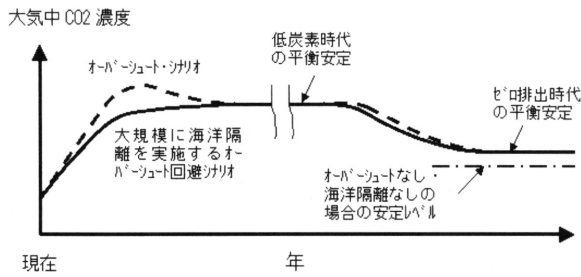 大気中CO2濃度
オーバーシュート・シナリオ
低炭素時代
の平衡安定
大規模に海洋隔
離を実施するオー
バーシュート回避シナリオ
ゼロ排出時代
の平衡安定
オーバーシュートなし・
海洋隔離なしの
場合の安定レベル
現在
年